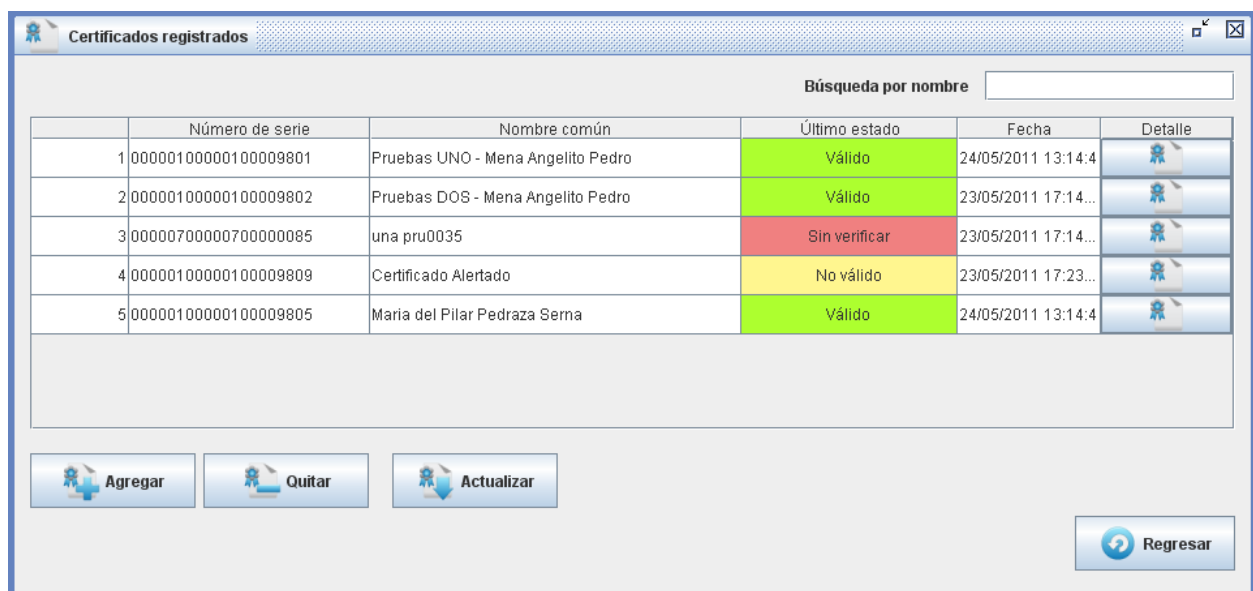 Certificados registrados
Búsqueda por nombre
Número de serie Nombre común Último estado Fecha Detalle
1 00000100000100009801 Pruebas UNO - Mena Angelito Pedro Válido 24/05/2011 13:14:4
2 00000100000100009802 Pruebas DOS - Mena Angelito Pedro Válido 23/05/2011 17:14...
3 00000700000700000085 una pru0035 Sin verificar 23/05/2011 17:14...
4 00000100000100009809 Certificado Alertado No válido 23/05/2011 17:23...
5 00000100000100009805 Maria del Pilar Pedraza Serna Válido 24/05/2011 13:14:4
Agregar Quitar Actualizar
Regresar